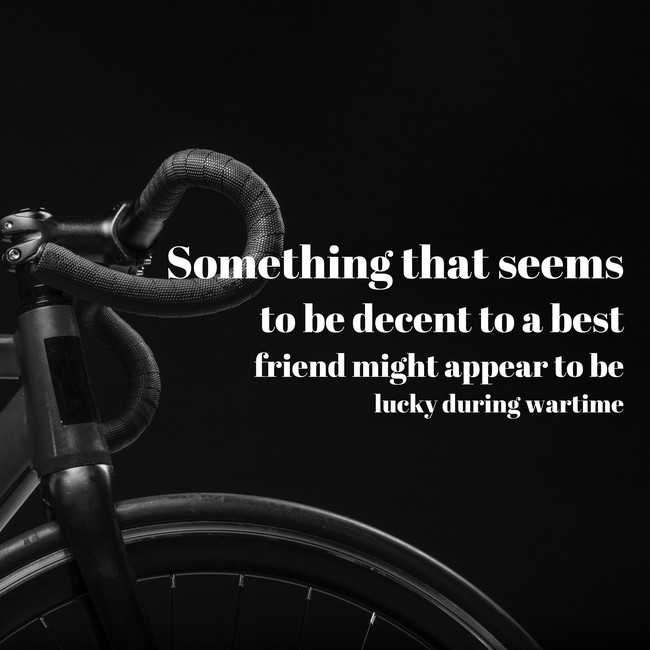 Something that seems
to be decent to a best
friend might appear to be
lucky during wartime